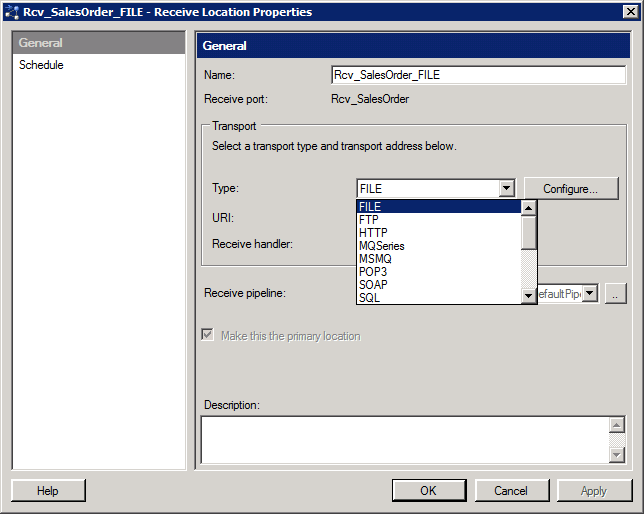 Rcv_SalesOrder_FILE - Receive Location Properties
General
Schedule
General
Name:
Rcv_SalesOrder_FILE
Receive port:
Rcv_SalesOrder
Transport
Select a transport type and transport address below.
Type:
FILE
Configure...
FILE
FTP
HTTP
MQSeries
MSMQ
POP3
SOAP
SQL
URI:
Receive handler:
Receive pipeline:
efaultPip
..
Make this the primary location
Description:
Help
OK
Cancel
Apply